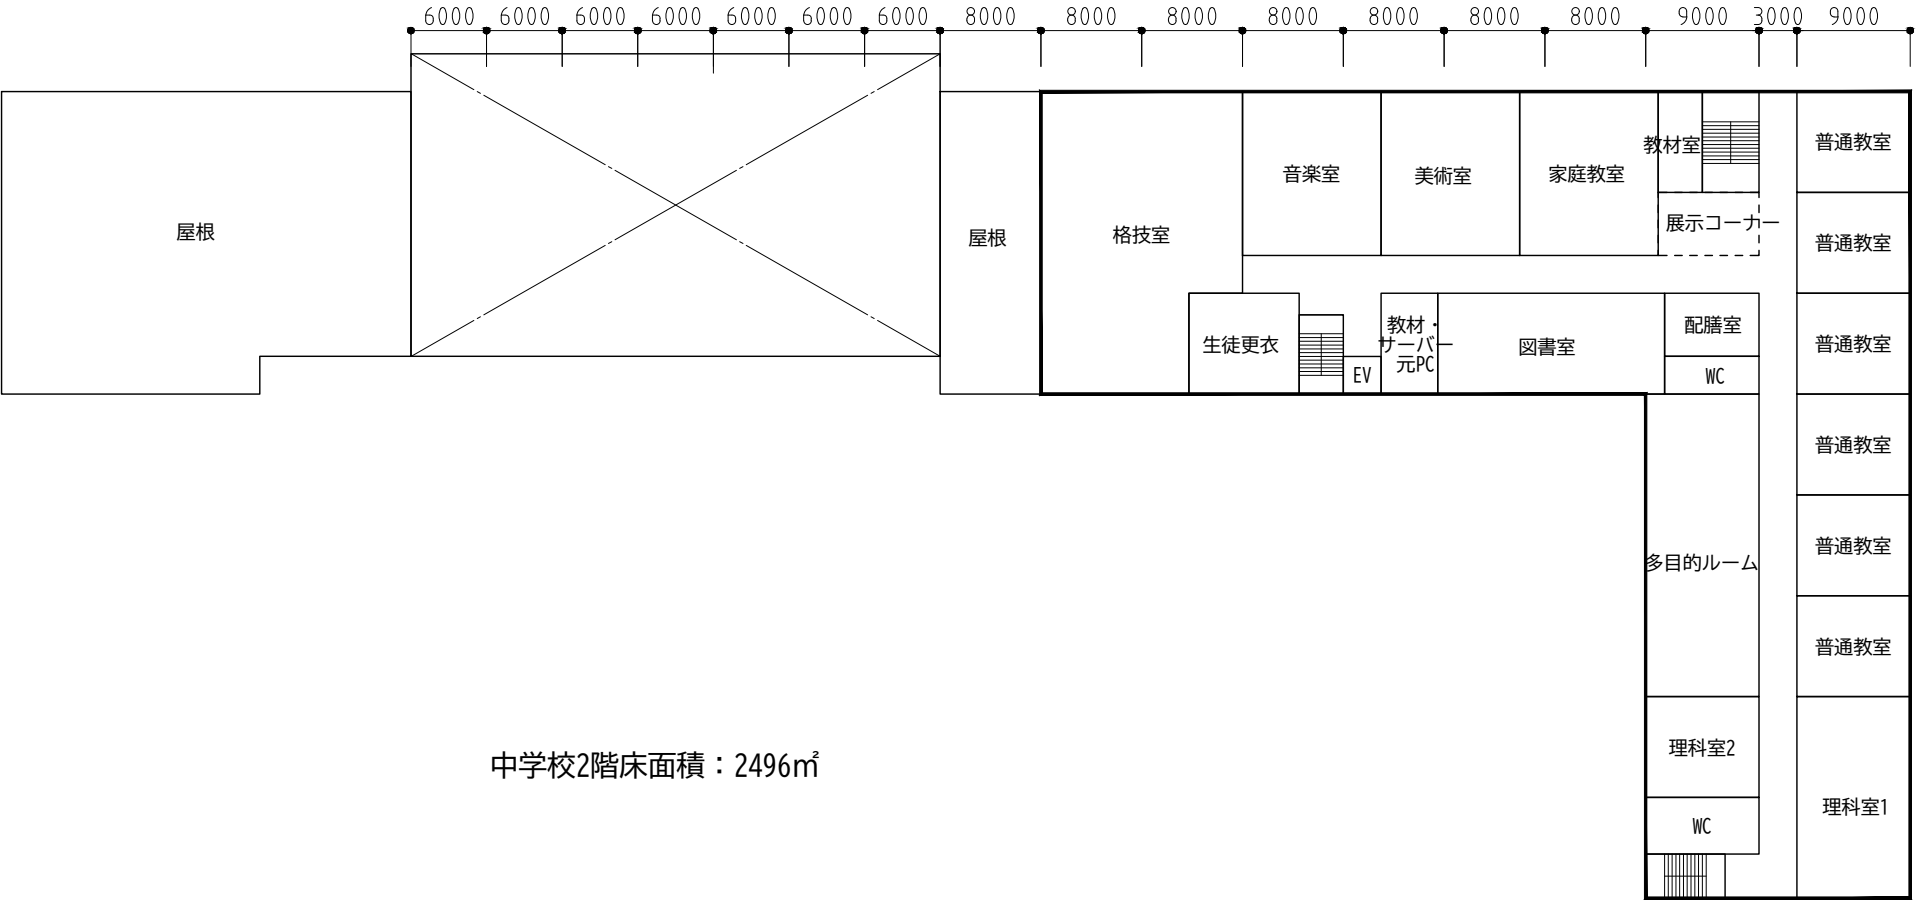 6000 6000 6000 6000 6000 6000 6000 8000 8000 8000 8000 8000 8000 8000 9000 3000 9000
屋根
屋根
格技室
音楽室
美術室
家庭教室
教材室
展示コーナー
普通教室
普通教室
普通教室
普通教室
普通教室
普通教室
生徒更衣
EV
教材・
サーバー
元PC
図書室
配膳室
WC
多目的ルーム
理科室2
WC
理科室1
中学校2階床面積：2496㎡